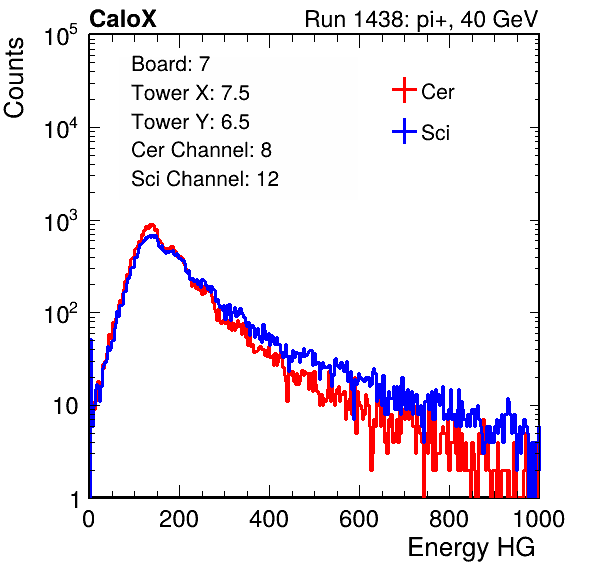 CaloX Run 1438: pi+, 40 GeV
Counts
Board: 7
Tower X: 7.5
Tower Y: 6.5
Cer Channel: 8
Sci Channel: 12
Cer
Sci
10^5
10^4
10^3
10^2
10
1
0 200 400 600 800 1000
Energy HG